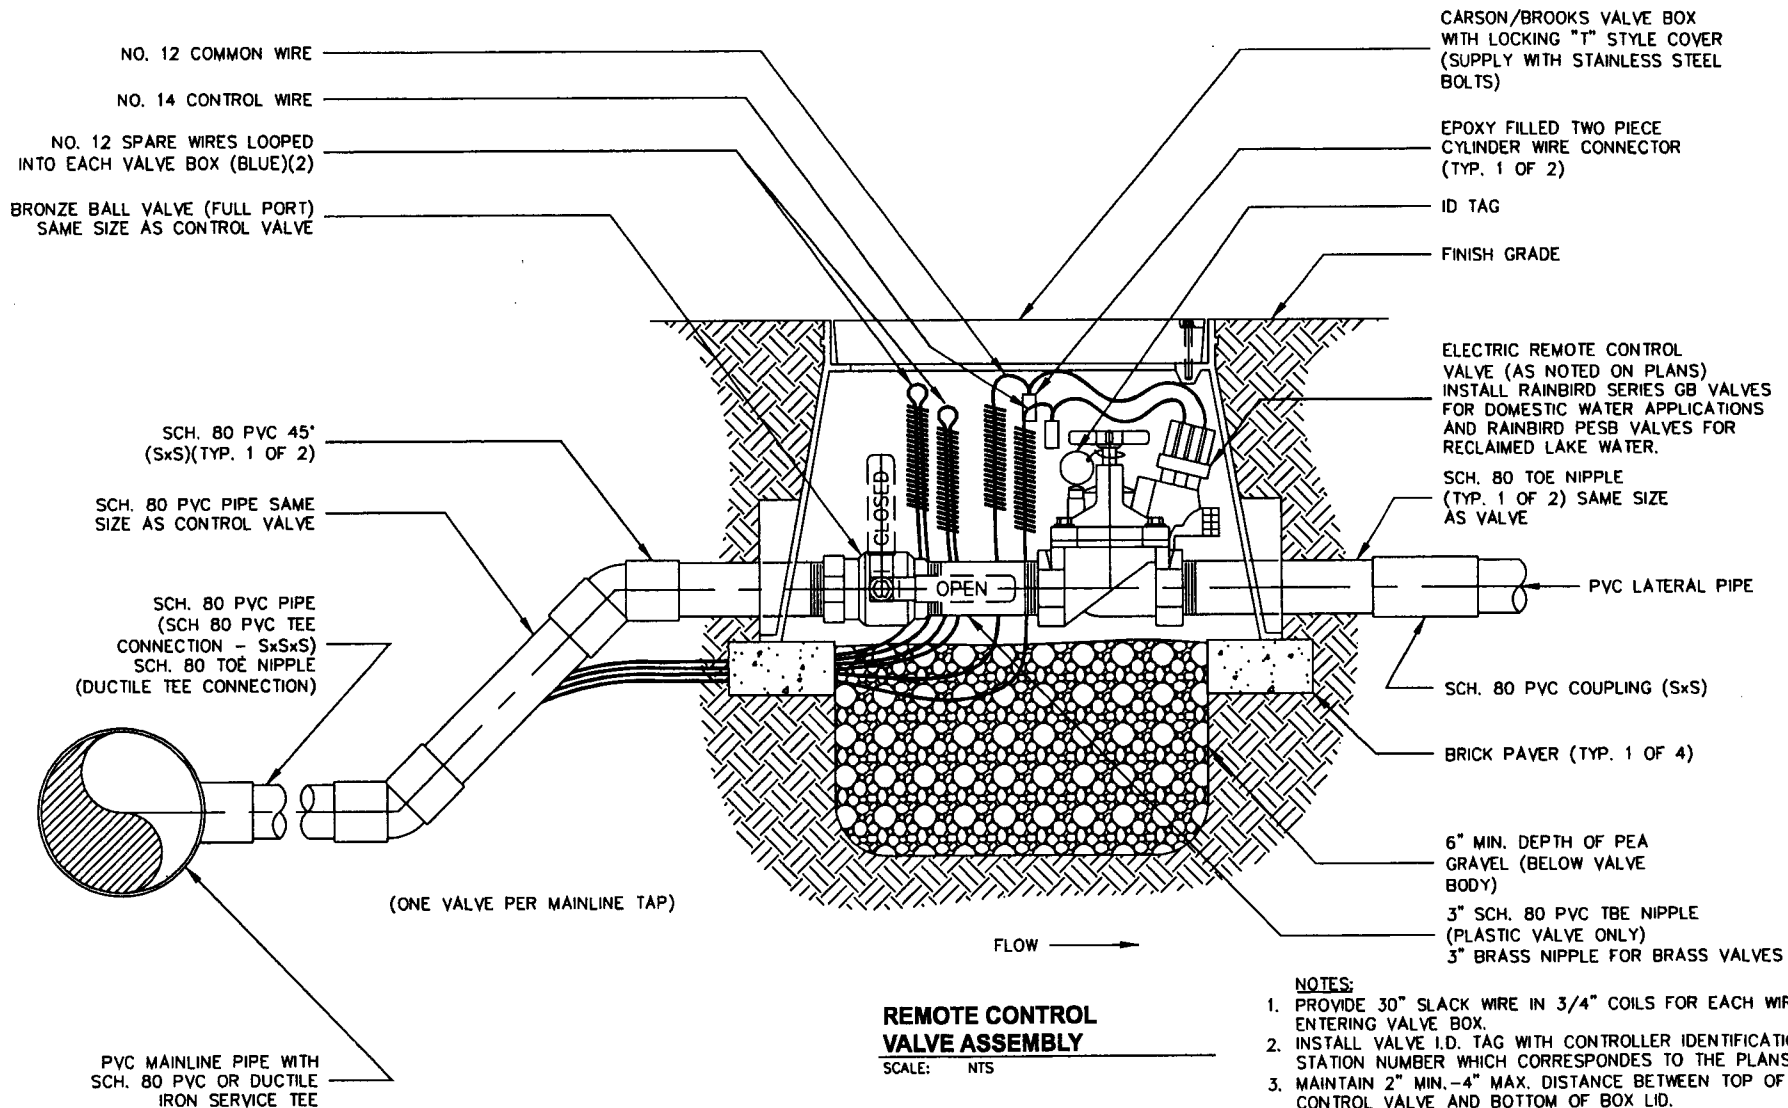 NO. 12 COMMON WIRE
NO. 14 CONTROL WIRE
NO. 12 SPARE WIRES LOOPED
INTO EACH VALVE BOX (BLUE)(2)
BRONZE BALL VALVE (FULL PORT)
SAME SIZE AS CONTROL VALVE
SCH. 80 PVC 45°
(SxS)(TYP. 1 OF 2)
SCH. 80 PVC PIPE SAME
SIZE AS CONTROL VALVE
SCH. 80 PVC PIPE
(SCH 80 PVC TEE
CONNECTION - SxSxS)
SCH. 80 TOE NIPPLE
(DUCTILE TEE CONNECTION)
PVC MAINLINE PIPE WITH
SCH. 80 PVC OR DUCTILE
IRON SERVICE TEE
(ONE VALVE PER MAINLINE TAP)
CLOSED
OPEN
FLOW
CARSON/BROOKS VALVE BOX
WITH LOCKING "T" STYLE COVER
(SUPPLY WITH STAINLESS STEEL
BOLTS)
EPOXY FILLED TWO PIECE
CYLINDER WIRE CONNECTOR
(TYP. 1 OF 2)
ID TAG
FINISH GRADE
ELECTRIC REMOTE CONTROL
VALVE (AS NOTED ON PLANS)
INSTALL RAINBIRD SERIES GB VALVES
FOR DOMESTIC WATER APPLICATIONS
AND RAINBIRD PESB VALVES FOR
RECLAIMED LAKE WATER.
SCH. 80 TOE NIPPLE
(TYP. 1 OF 2) SAME SIZE
AS VALVE
PVC LATERAL PIPE
SCH. 80 PVC COUPLING (SxS)
BRICK PAVER (TYP. 1 OF 4)
6" MIN. DEPTH OF PEA
GRAVEL (BELOW VALVE
BODY)
3" SCH. 80 PVC TBE NIPPLE
(PLASTIC VALVE ONLY)
3" BRASS NIPPLE FOR BRASS VALVES
REMOTE CONTROL
VALVE ASSEMBLY
SCALE: NTS
NOTES:
1. PROVIDE 30" SLACK WIRE IN 3/4" COILS FOR EACH WIR
ENTERING VALVE BOX.
2. INSTALL VALVE I.D. TAG WITH CONTROLLER IDENTIFICATI
STATION NUMBER WHICH CORRESPONDES TO THE PLANS
3. MAINTAIN 2" MIN.-4" MAX. DISTANCE BETWEEN TOP OF
CONTROL VALVE AND BOTTOM OF BOX LID.